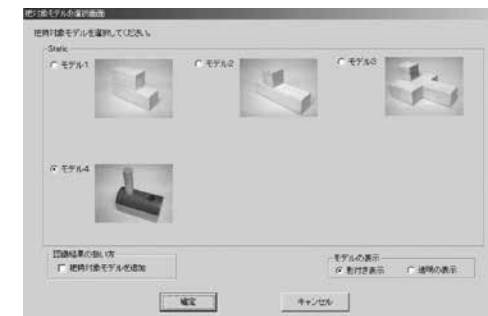 把持対象モデルの選択画面
把持対象モデルを選択してください。
Static
モデル1
モデル2
モデル3
モデル4
認識結果の扱い方
把持対象モデルを追加
モデルの表示
影付き表示
透明の表示
確定
キャンセル